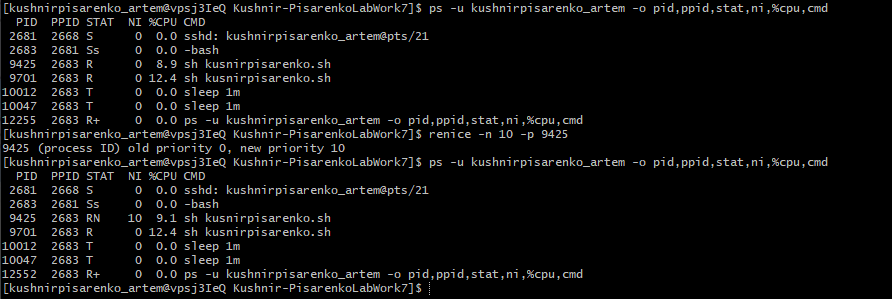 [kushnirpisarenko_artem@vpsj3IeQ Kushnir-PisarenkoLabWork7]$ ps -u kushnirpisarenko_artem -o pid,ppid,stat,ni,%cpu,cmd
  PID  PPID STAT  NI %CPU CMD
 2681  2668 S      0  0.0 sshd: kushnirpisarenko_artem@pts/21
 2683  2681 Ss     0  0.0 -bash
 9425  2683 R      0  8.9 sh kusnirpisarenko.sh
 9701  2683 R      0 12.4 sh kusnirpisarenko.sh
10012  2683 T      0  0.0 sleep 1m
10047  2683 T      0  0.0 sleep 1m
12255  2683 R+     0  0.0 ps -u kushnirpisarenko_artem -o pid,ppid,stat,ni,%cpu,cmd
[kushnirpisarenko_artem@vpsj3IeQ Kushnir-PisarenkoLabWork7]$ renice -n 10 -p 9425
9425 (process ID) old priority 0, new priority 10
[kushnirpisarenko_artem@vpsj3IeQ Kushnir-PisarenkoLabWork7]$ ps -u kushnirpisarenko_artem -o pid,ppid,stat,ni,%cpu,cmd
  PID  PPID STAT  NI %CPU CMD
 2681  2668 S      0  0.0 sshd: kushnirpisarenko_artem@pts/21
 2683  2681 Ss     0  0.0 -bash
 9425  2683 RN    10  9.1 sh kusnirpisarenko.sh
 9701  2683 R      0 12.4 sh kusnirpisarenko.sh
10012  2683 T      0  0.0 sleep 1m
10047  2683 T      0  0.0 sleep 1m
12552  2683 R+     0  0.0 ps -u kushnirpisarenko_artem -o pid,ppid,stat,ni,%cpu,cmd
[kushnirpisarenko_artem@vpsj3IeQ Kushnir-PisarenkoLabWork7]$